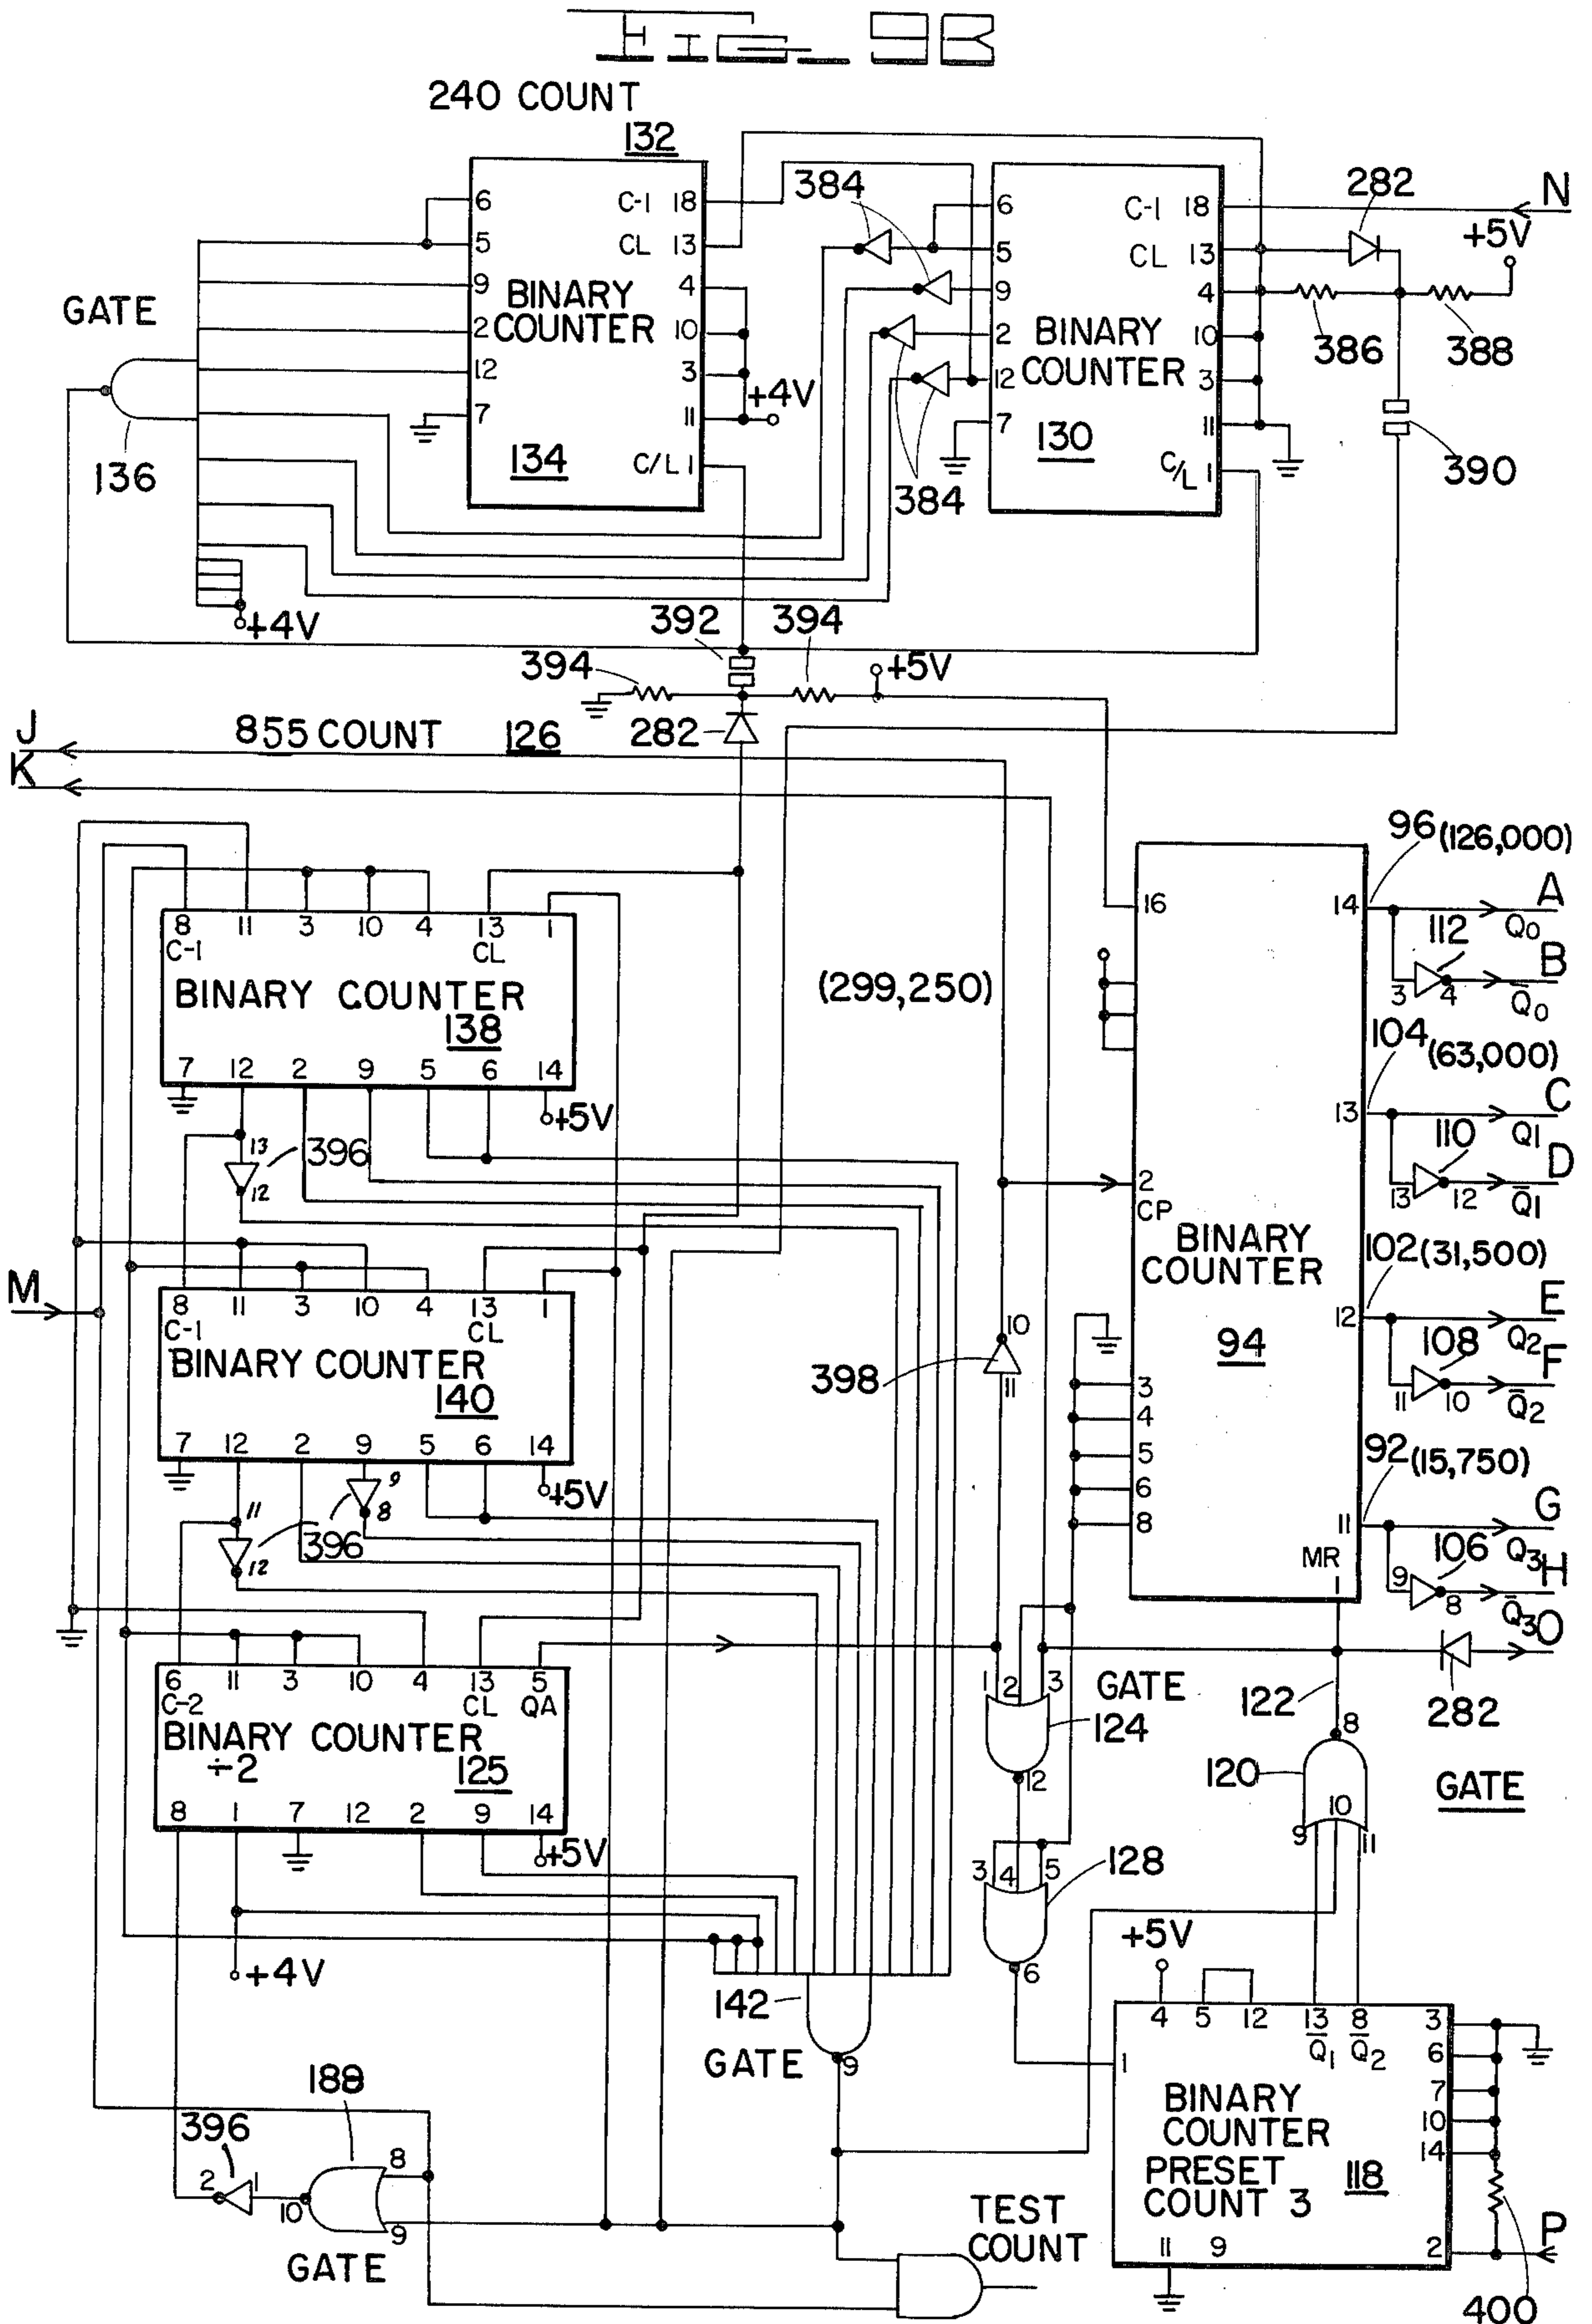 FIG_ 9B
240 COUNT
132
6
5
9
2
12
7
C-1 18
CL 13
4
10
3
11
C/L 1
BINARY
COUNTER
134
+4V
GATE
136
+4V
384
384
6
5
9
2
12
7
C-1 18
CL 13
4
10
3
11
C/L 1
BINARY
COUNTER
130
282
N
+5V
386
388
390
392
394
394
+5V
282
855 COUNT
126
J
K
8
11
3
10
4
13
1
C-1
CL
BINARY COUNTER
138
7
12
2
9
5
6
14
+5V
13
396
12
(299,250)
M
8
11
3
10
4
13
1
C-1
CL
BINARY COUNTER
140
7
12
2
9
5
6
14
+5V
9
8
11
396
12
6
11
3
10
4
13
5
C-2
CL
QA
BINARY COUNTER
÷2
125
8
1
7
12
2
9
14
+5V
+4V
16
2
CP
BINARY
COUNTER
94
3
4
5
6
8
14
13
12
11
MR
1
96 (126,000)
A
Q0
112
B
3
4
Q̅0
104 (63,000)
C
Q1
110
D
13
12
Q̅1
102 (31,500)
E
Q2
108
F
11
10
Q̅2
92 (15,750)
G
Q3
106
H
9
8
Q̅3
O
282
10
398
11
1
2
3
GATE
124
12
3
4
5
128
6
122
8
120
10
9
11
GATE
142
GATE
9
+5V
4
5
12
13
8
Q̅1
Q̅2
1
3
6
7
10
14
2
BINARY
COUNTER
PRESET
COUNT 3
118
11
9
P
400
188
396
2
1
10
8
9
GATE
TEST
COUNT